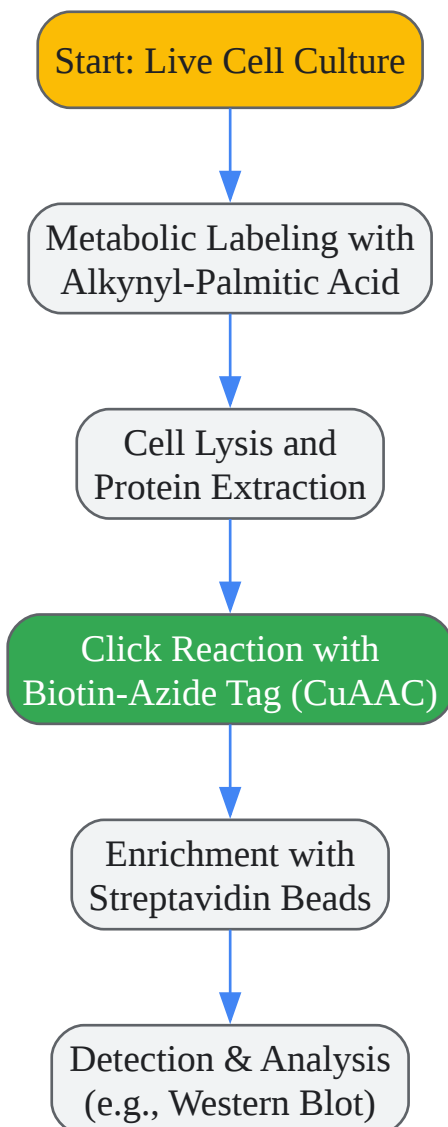 Start: Live Cell Culture
Metabolic Labeling with
Alkynyl-Palmitic Acid
Cell Lysis and
Protein Extraction
Click Reaction with
Biotin-Azide Tag (CuAAC)
Enrichment with
Streptavidin Beads
Detection & Analysis
(e.g., Western Blot)